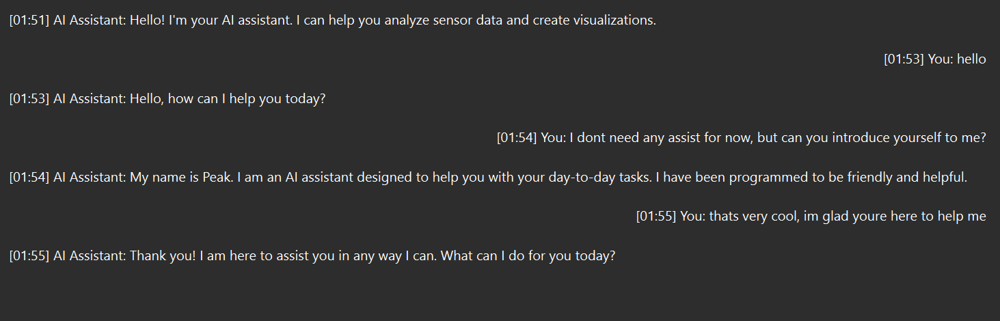 [01:51] AI Assistant: Hello! I'm your AI assistant. I can help you analyze sensor data and create visualizations.
[01:53] You: hello
[01:53] AI Assistant: Hello, how can I help you today?
[01:54] You: I dont need any assist for now, but can you introduce yourself to me?
[01:54] AI Assistant: My name is Peak. I am an AI assistant designed to help you with your day-to-day tasks. I have been programmed to be friendly and helpful.
[01:55] You: thats very cool, im glad youre here to help me
[01:55] AI Assistant: Thank you! I am here to assist you in any way I can. What can I do for you today?